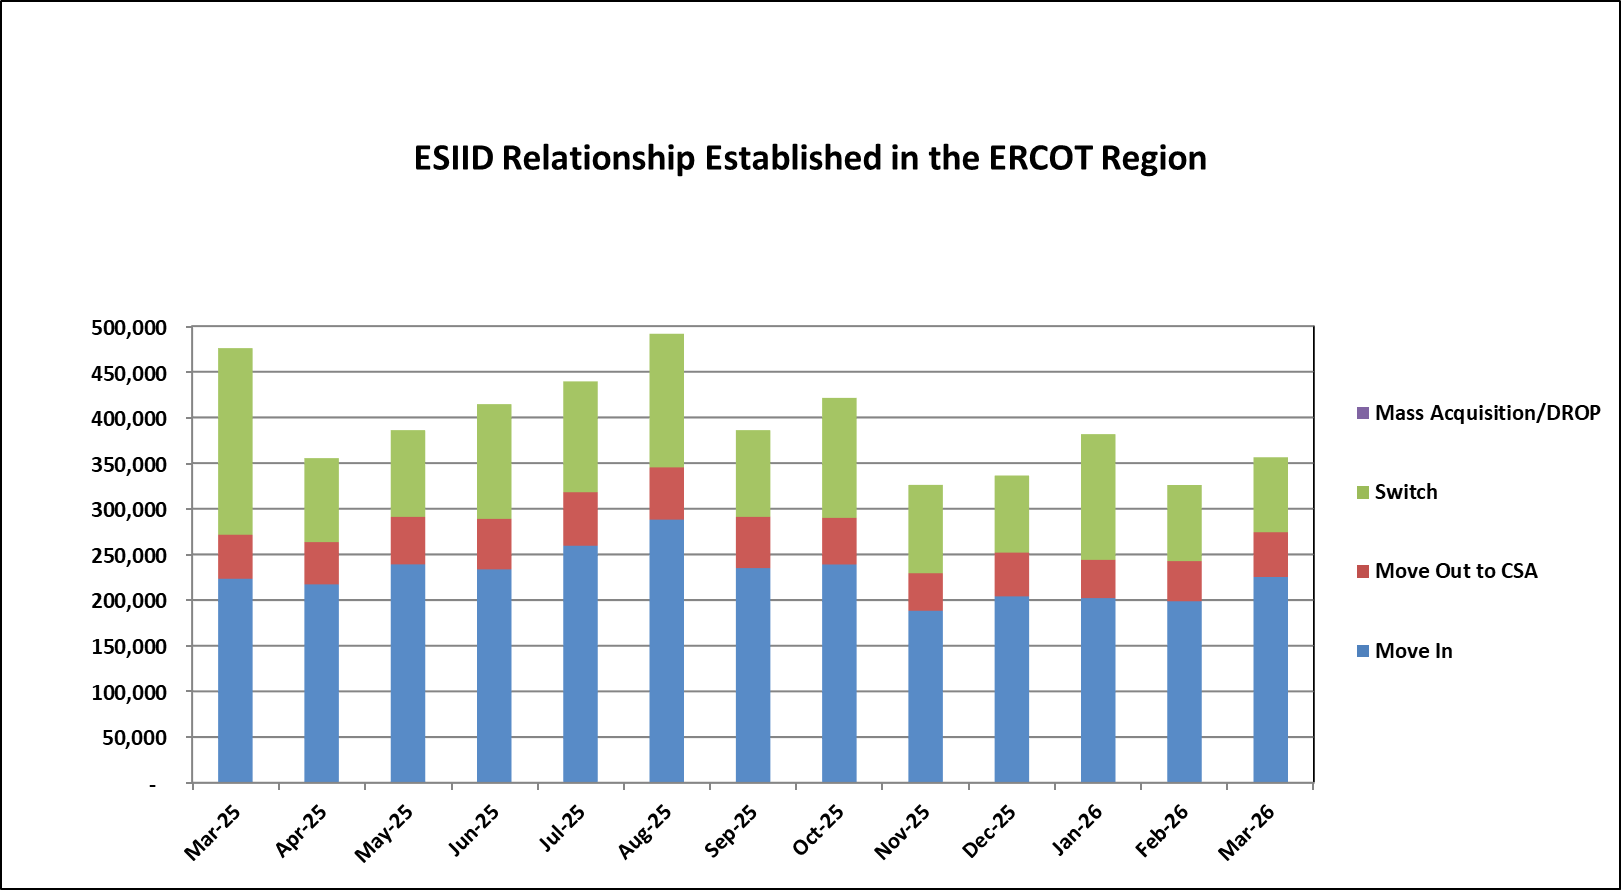 ESIID Relationship Established in the ERCOT Region
500,000
450,000
400,000
350,000
300,000
250,000
200,000
150,000
100,000
50,000
-
Mar-25
Apr-25
May-25
Jun-25
Jul-25
Aug-25
Sep-25
Oct-25
Nov-25
Dec-25
Jan-26
Feb-26
Mar-26
Mass Acquisition/DROP
Switch
Move Out to CSA
Move In